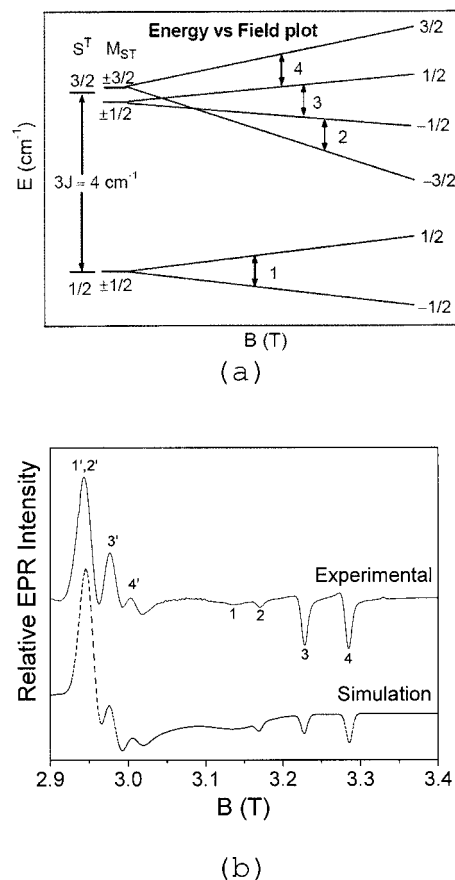 Energy vs Field plot
S^T M_ST
3/2 ±3/2
±1/2
3J = 4 cm⁻¹
1/2 ±1/2
3/2
1/2
−1/2
−3/2
1/2
−1/2
4
3
2
1
E (cm⁻¹)
B (T)
(a)
1',2'
3'
4'
1
2
3
4
Experimental
Simulation
Relative EPR Intensity
2.9 3.0 3.1 3.2 3.3 3.4
B (T)
(b)